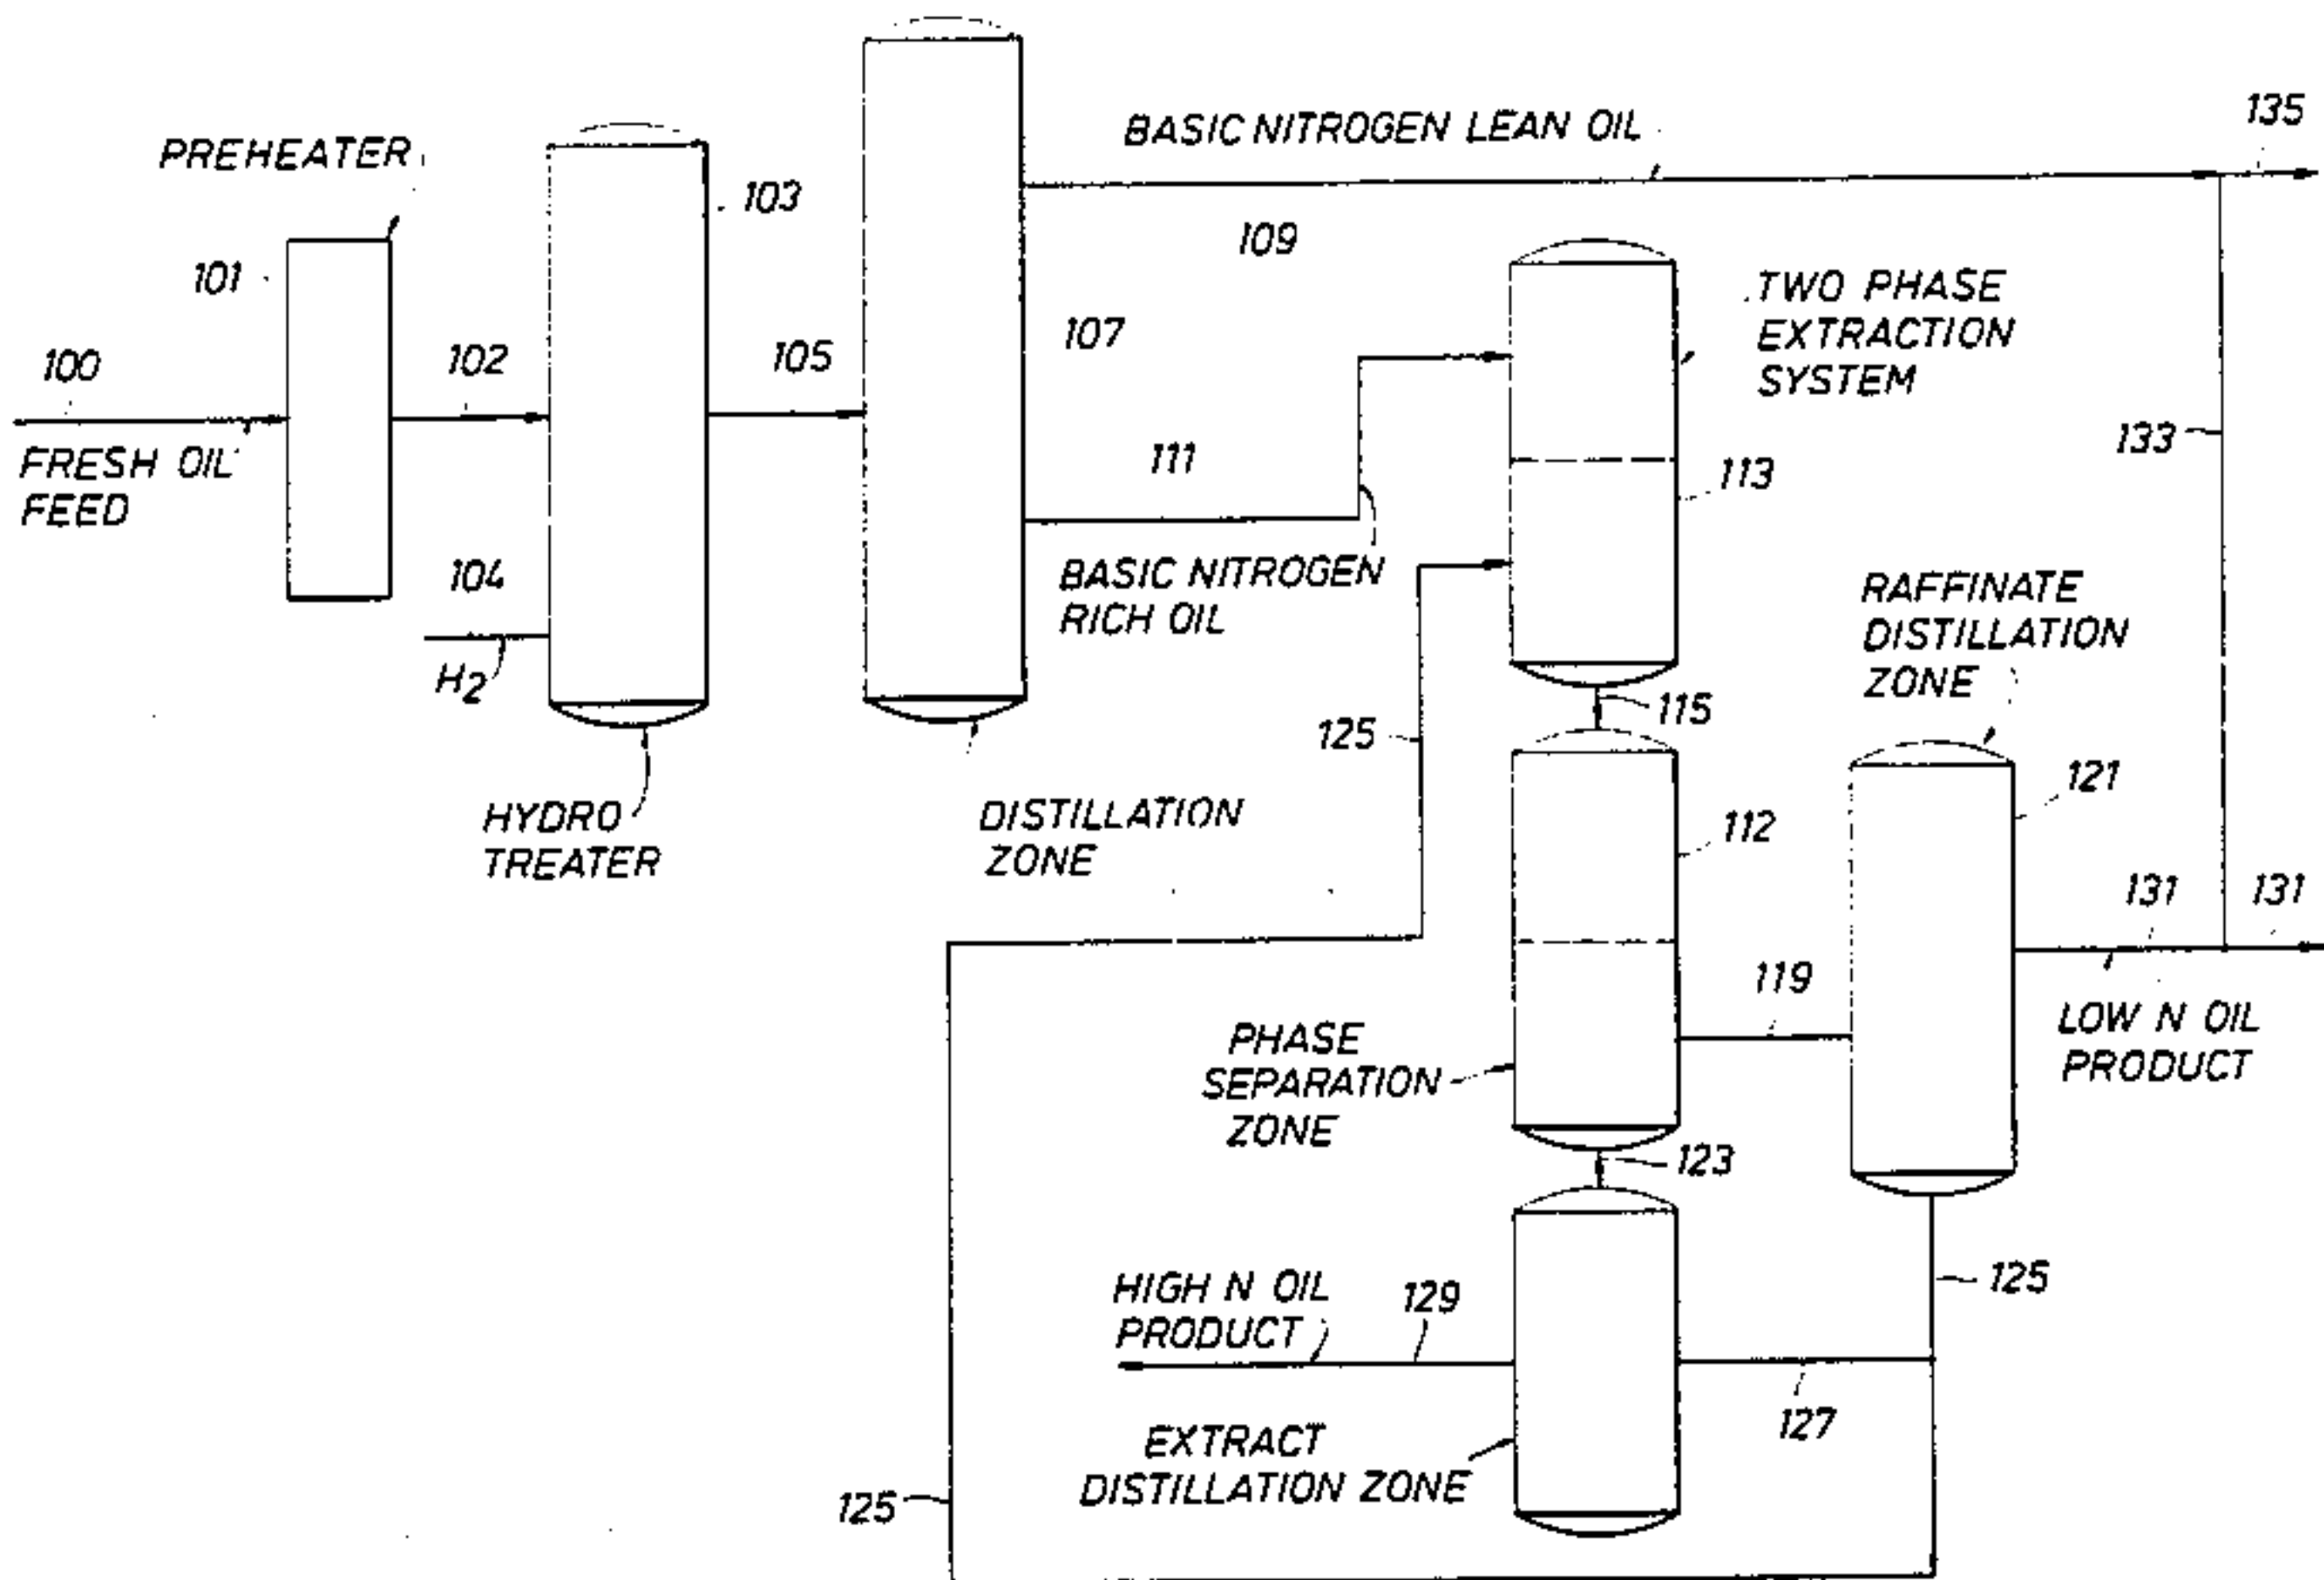 BASIC NITROGEN LEAN OIL
135
PREHEATER
103
101
109
TWO PHASE
EXTRACTION
SYSTEM
107
100
102
105
133
FRESH OIL
FEED
111
113
104
BASIC NITROGEN
RICH OIL
H2
RAFFINATE
DISTILLATION
ZONE
115
125
HYDRO
TREATER
DISTILLATION
ZONE
112
121
131
131
119
PHASE
SEPARATION
ZONE
LOW N OIL
PRODUCT
123
HIGH N OIL
PRODUCT
129
125
127
EXTRACT
DISTILLATION ZONE
125